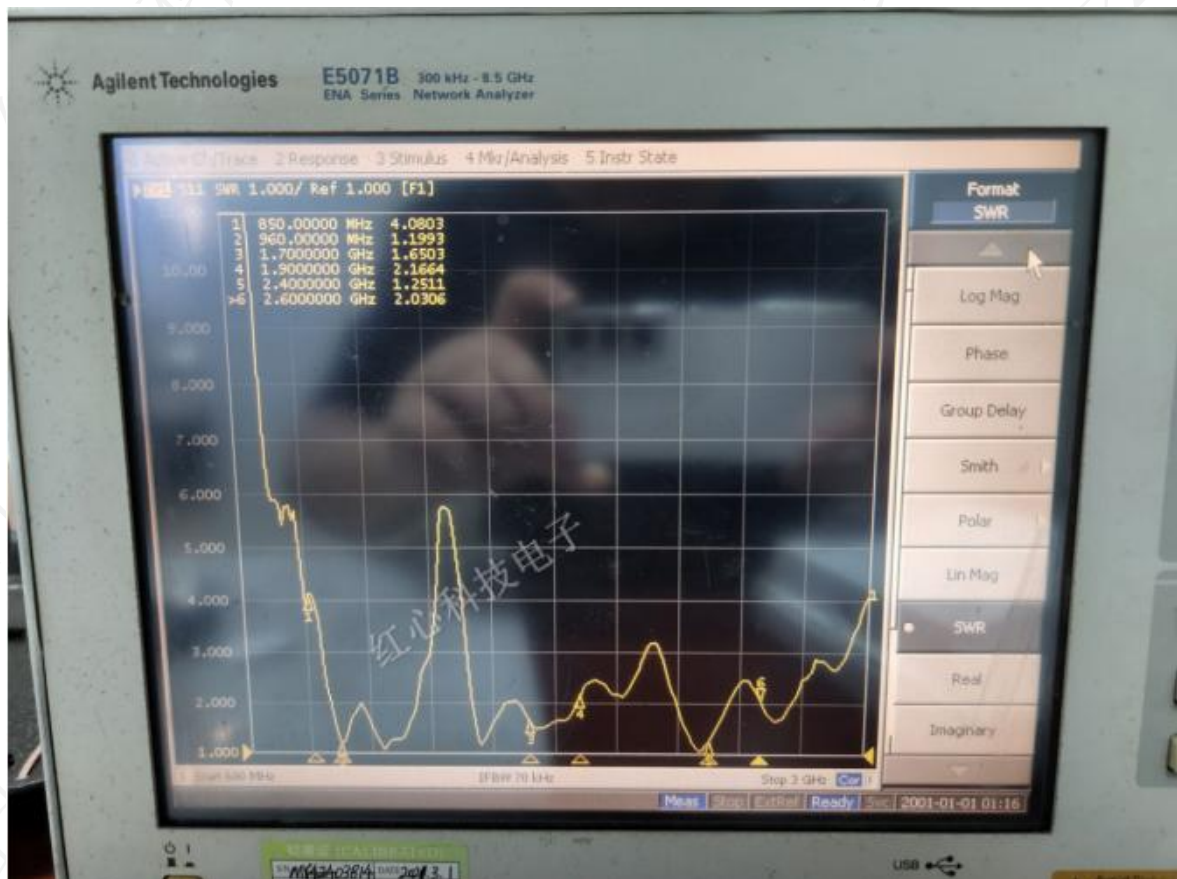 Agilent Technologies
E5071B 300 kHz - 8.5 GHz
ENA Series Network Analyzer
2 Response 3 Stimulus 4 Mkr/Analysis 5 Instr State
S11 SWR 1.000/ Ref 1.000 [F1]
Format
SWR
1 850.00000 MHz 4.0803
2 960.00000 MHz 1.1993
3 1.7000000 GHz 1.6503
4 1.9000000 GHz 2.1664
5 2.4000000 GHz 1.2511
>6 2.6000000 GHz 2.0306
10.00
9.000
8.000
7.000
6.000
5.000
4.000
3.000
2.000
1.000
Log Mag
Phase
Group Delay
Smith
Polar
Lin Mag
SWR
Real
Imaginary
红心科技电子
IFBW 70 kHz
Stop 3 GHz Cor
Meas Stop ExtRef Ready Svc 2001-01-01 01:16
USB